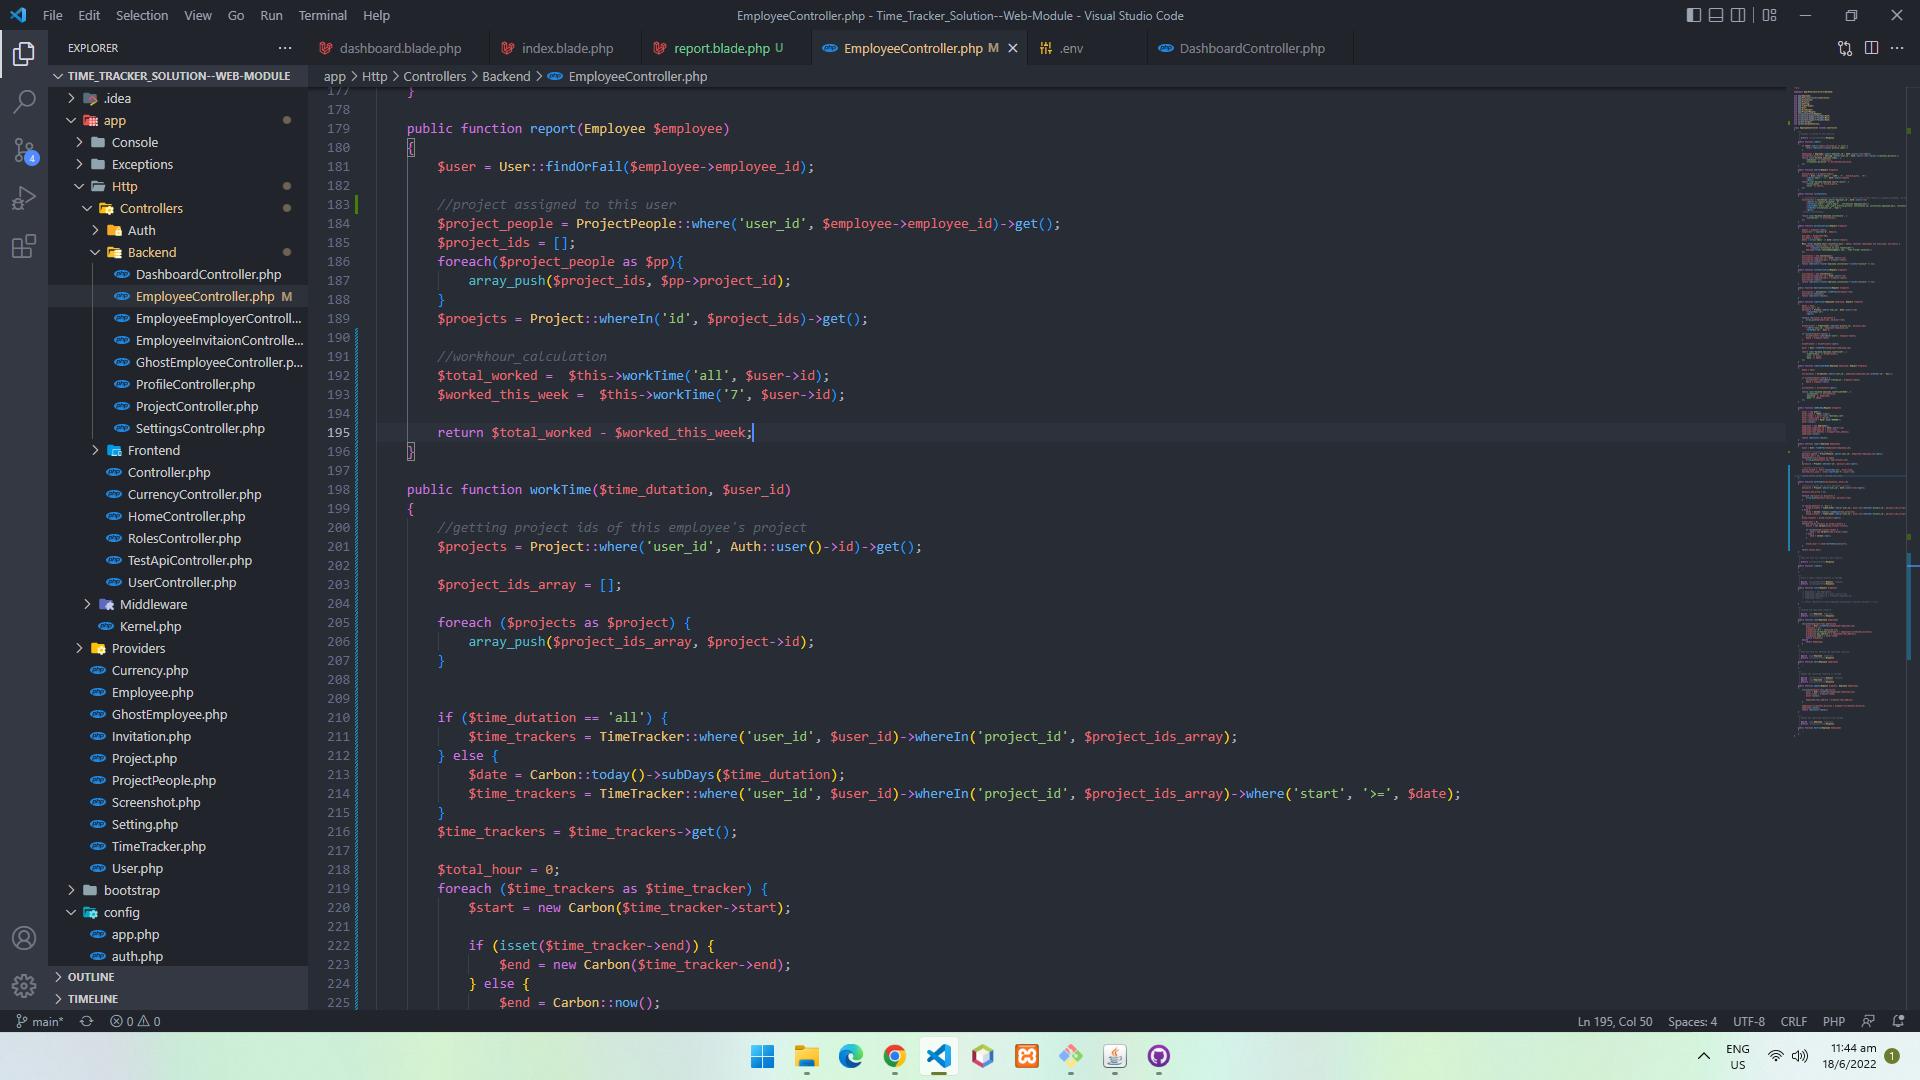 File Edit Selection View Go Run Terminal Help
EmployeeController.php - Time_Tracker_Solution--Web-Module - Visual Studio Code
EXPLORER
dashboard.blade.php
index.blade.php
report.blade.php U
EmployeeController.php M
.env
DashboardController.php
TIME_TRACKER_SOLUTION--WEB-MODULE
app > Http > Controllers > Backend > EmployeeController.php
.idea
app
Console
Exceptions
Http
Controllers
Auth
Backend
DashboardController.php
EmployeeController.php M
EmployeeEmployerControll...
EmployeeInvitaionControlle...
GhostEmployeeController.p...
ProfileController.php
ProjectController.php
SettingsController.php
Frontend
Controller.php
CurrencyController.php
HomeController.php
RolesController.php
TestApiController.php
UserController.php
Middleware
Kernel.php
Providers
Currency.php
Employee.php
GhostEmployee.php
Invitation.php
Project.php
ProjectPeople.php
Screenshot.php
Setting.php
TimeTracker.php
User.php
bootstrap
config
app.php
auth.php
OUTLINE
TIMELINE
4
177 }
178
179 public function report(Employee $employee)
180 {
181 $user = User::findOrFail($employee->employee_id);
182
183 //project assigned to this user
184 $project_people = ProjectPeople::where('user_id', $employee->employee_id)->get();
185 $project_ids = [];
186 foreach($project_people as $pp){
187 array_push($project_ids, $pp->project_id);
188 }
189 $proejcts = Project::whereIn('id', $project_ids)->get();
190
191 //workhour_calculation
192 $total_worked =  $this->workTime('all', $user->id);
193 $worked_this_week =  $this->workTime('7', $user->id);
194
195 return $total_worked - $worked_this_week;
196 }
197
198 public function workTime($time_dutation, $user_id)
199 {
200 //getting project ids of this employee's project
201 $projects = Project::where('user_id', Auth::user()->id)->get();
202
203 $project_ids_array = [];
204
205 foreach ($projects as $project) {
206 array_push($project_ids_array, $project->id);
207 }
208
209
210 if ($time_dutation == 'all') {
211 $time_trackers = TimeTracker::where('user_id', $user_id)->whereIn('project_id', $project_ids_array);
212 } else {
213 $date = Carbon::today()->subDays($time_dutation);
214 $time_trackers = TimeTracker::where('user_id', $user_id)->whereIn('project_id', $project_ids_array)->where('start', '>=', $date);
215 }
216 $time_trackers = $time_trackers->get();
217
218 $total_hour = 0;
219 foreach ($time_trackers as $time_tracker) {
220 $start = new Carbon($time_tracker->start);
221
222 if (isset($time_tracker->end)) {
223 $end = new Carbon($time_tracker->end);
224 } else {
225 $end = Carbon::now();
main* 0 0
Ln 195, Col 50 Spaces: 4 UTF-8 CRLF PHP
ENG
US
11:44 am
18/6/2022
1